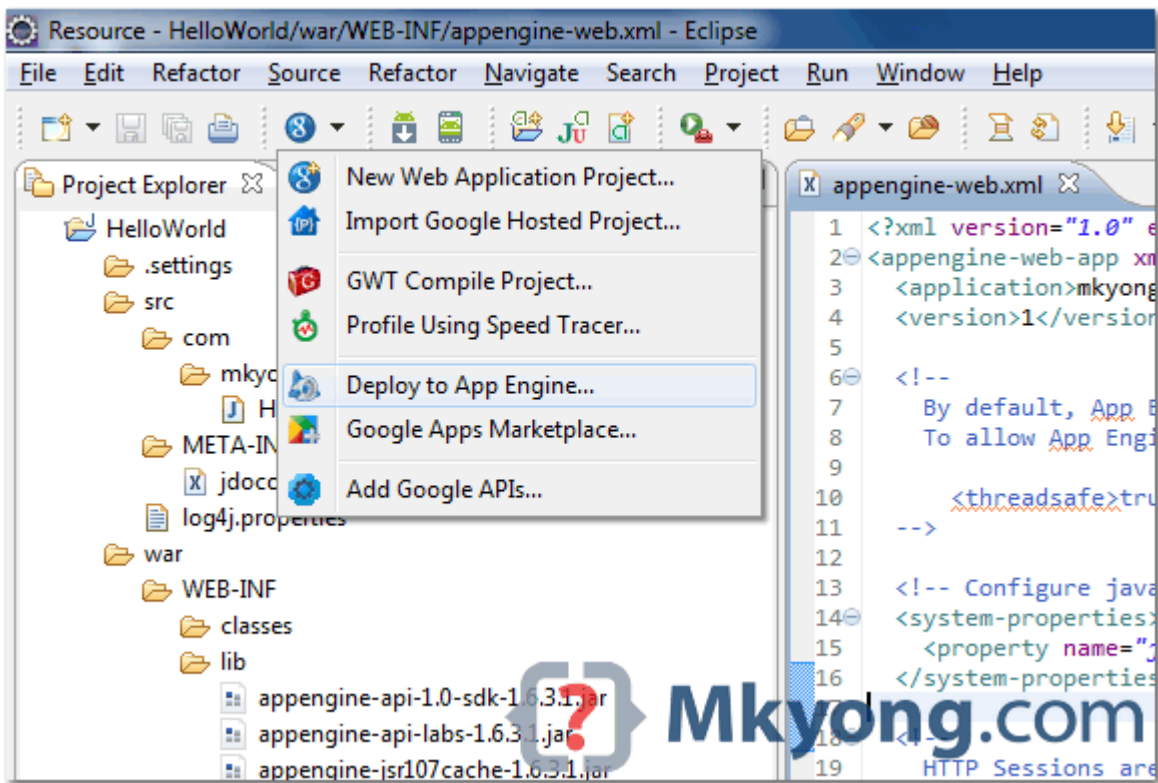 Resource - HelloWorld/war/WEB-INF/appengine-web.xml - Eclipse
File Edit Refactor Source Refactor Navigate Search Project Run Window Help
Project Explorer
HelloWorld
.settings
src
com
mkyo
H
META-IN
jdocc
log4j.properties
war
WEB-INF
classes
lib
appengine-api-1.0-sdk-1.6.3.1.jar
appengine-api-labs-1.6.3.1.jar
appengine-jsr107cache-1.6.3.1.jar
New Web Application Project...
Import Google Hosted Project...
GWT Compile Project...
Profile Using Speed Tracer...
Deploy to App Engine...
Google Apps Marketplace...
Add Google APIs...
appengine-web.xml
1 <?xml version="1.0" e
2 <appengine-web-app xm
3 <application>mkyong
4 <version>1</version
5
6 <!--
7 By default, App E
8 To allow App Engi
9
10 <threadsafe>tru
11 -->
12
13 <!-- Configure java
14 <system-properties>
15 <property name="j
16 </system-properties
17
18 <!--
19 HTTP Sessions are
Mkyong.com